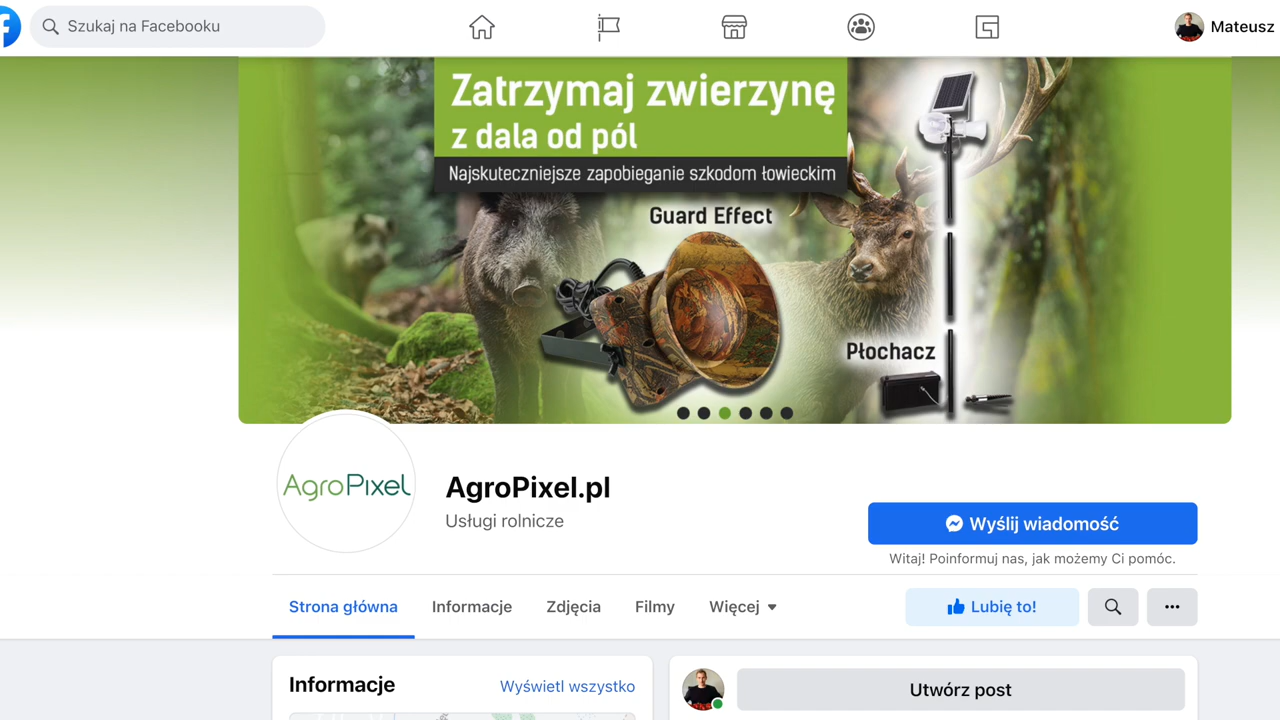 Szukaj na Facebooku
Mateusz
Zatrzymaj zwierzynę
z dala od pól
Najskuteczniejsze zapobieganie szkodom łowieckim
Guard Effect
Płochacz
AgroPixel
AgroPixel.pl
Usługi rolnicze
Wyślij wiadomość
Witaj! Poinformuj nas, jak możemy Ci pomóc.
Strona główna Informacje Zdjęcia Filmy Więcej Lubię to!
Informacje Wyświetl wszystko
Utwórz post